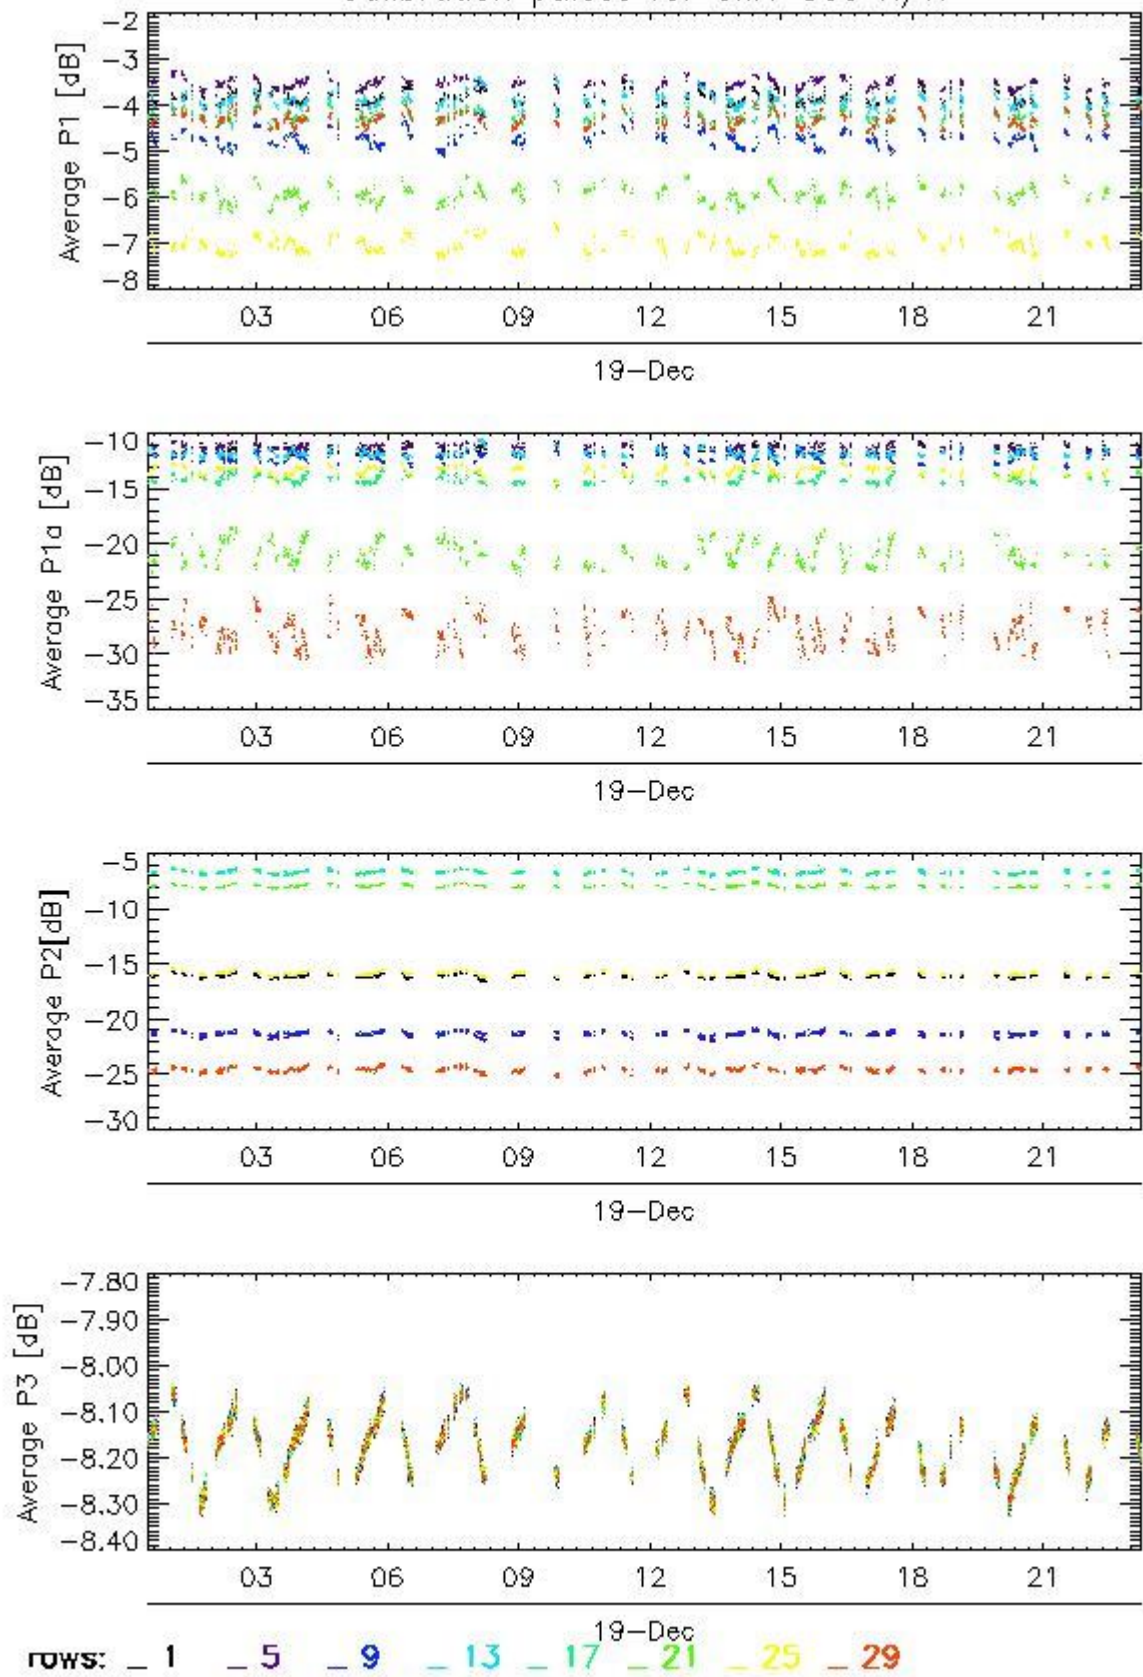 -2
-3
-4
-5
-6
-7
-8
Average P1 [dB]
03 06 09 12 15 18 21
19-Dec
-10
-15
-20
-25
-30
-35
Average P1a [dB]
03 06 09 12 15 18 21
19-Dec
-5
-10
-15
-20
-25
-30
Average P2[dB]
03 06 09 12 15 18 21
19-Dec
-7.80
-7.90
-8.00
-8.10
-8.20
-8.30
-8.40
Average P3 [dB]
03 06 09 12 15 18 21
19-Dec
rows: _ 1 _ 5 _ 9 _ 13 _ 17 _ 21 _ 25 _ 29